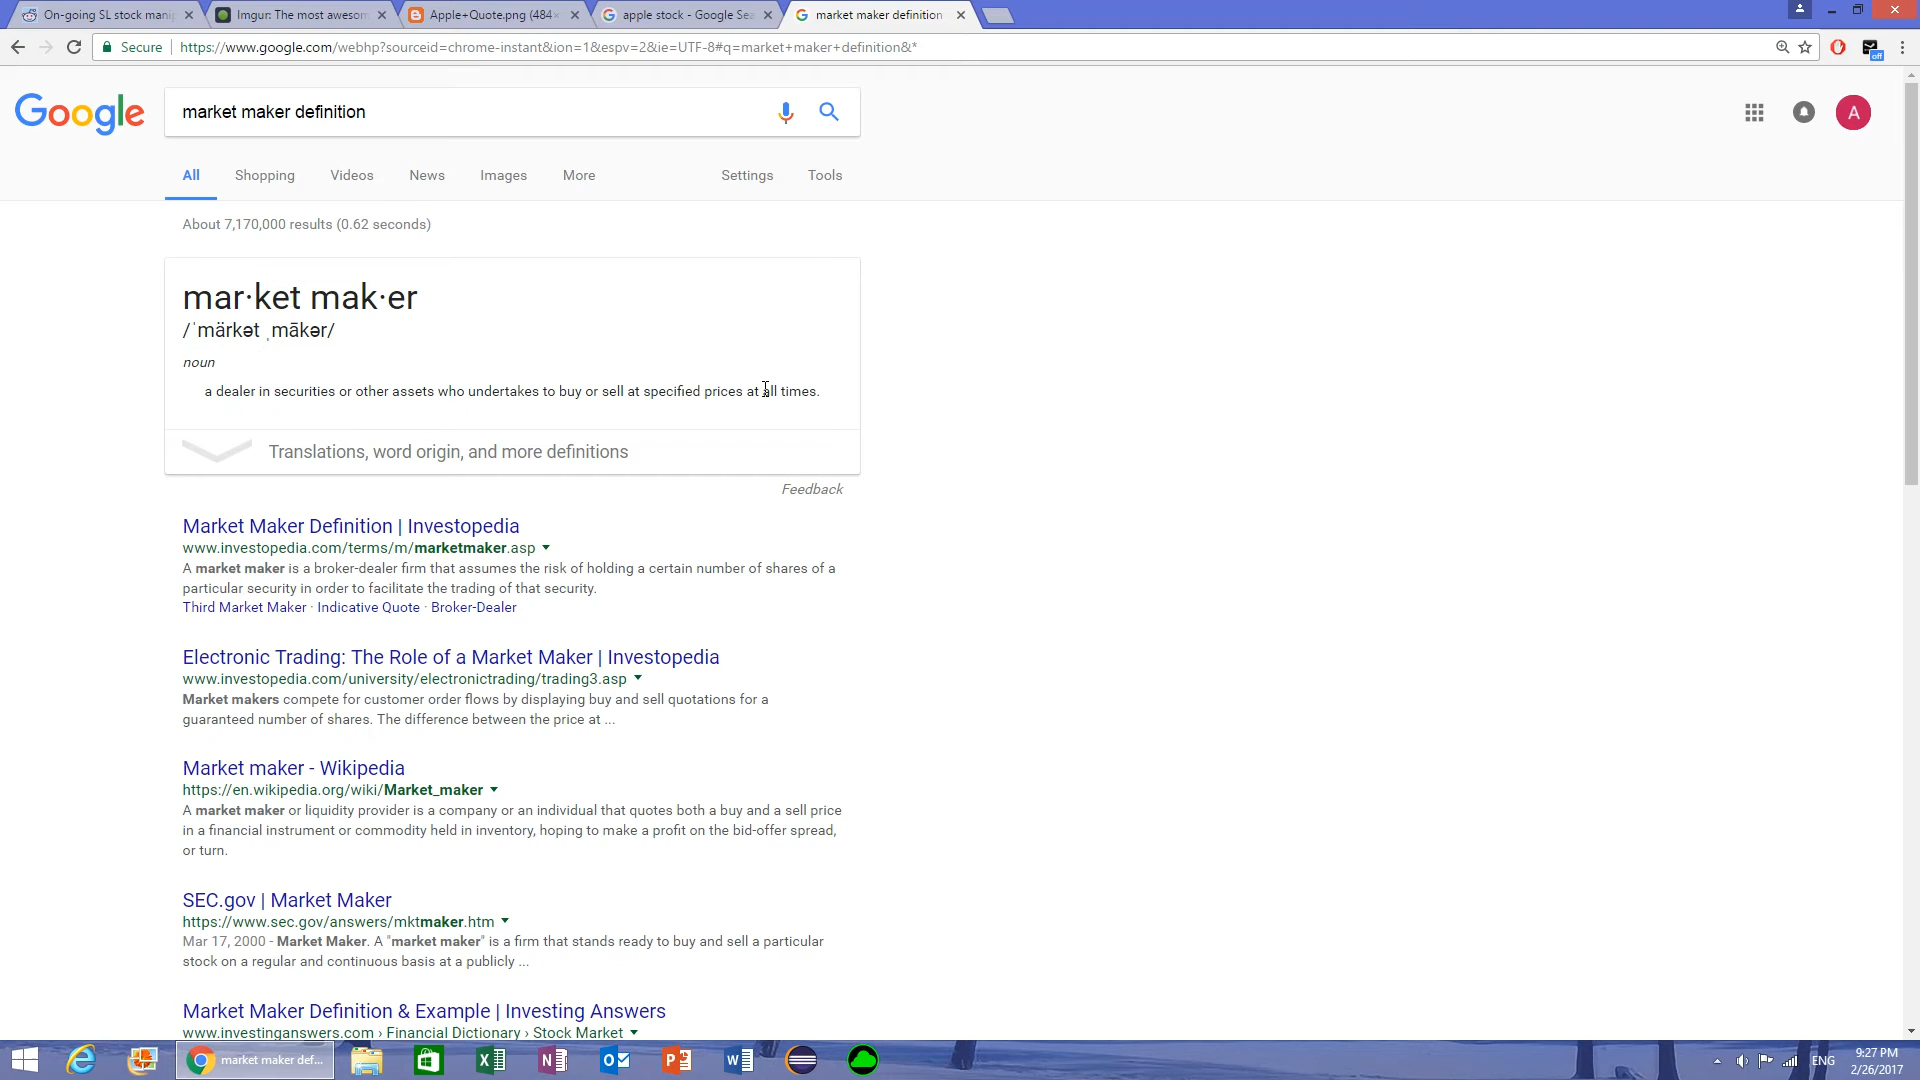 On-going SL stock mani
Imgur: The most awesom
Apple+Quote.png (484×
apple stock - Google Sea
market maker definition
Secure
https://www.google.com/webhp?sourceid=chrome-instant&ion=1&espv=2&ie=UTF-8#q=market+maker+definition&*
off
Google
market maker definition
A
All
Shopping
Videos
News
Images
More
Settings
Tools
About 7,170,000 results (0.62 seconds)
mar·ket mak·er
/ˈmärkət ˌmākər/
noun
a dealer in securities or other assets who undertakes to buy or sell at specified prices at all times.
Translations, word origin, and more definitions
Feedback
Market Maker Definition | Investopedia
www.investopedia.com/terms/m/marketmaker.asp
A market maker is a broker-dealer firm that assumes the risk of holding a certain number of shares of a
particular security in order to facilitate the trading of that security.
Third Market Maker · Indicative Quote · Broker-Dealer
Electronic Trading: The Role of a Market Maker | Investopedia
www.investopedia.com/university/electronictrading/trading3.asp
Market makers compete for customer order flows by displaying buy and sell quotations for a
guaranteed number of shares. The difference between the price at ...
Market maker - Wikipedia
https://en.wikipedia.org/wiki/Market_maker
A market maker or liquidity provider is a company or an individual that quotes both a buy and a sell price
in a financial instrument or commodity held in inventory, hoping to make a profit on the bid-offer spread,
or turn.
SEC.gov | Market Maker
https://www.sec.gov/answers/mktmaker.htm
Mar 17, 2000 - Market Maker. A "market maker" is a firm that stands ready to buy and sell a particular
stock on a regular and continuous basis at a publicly ...
Market Maker Definition & Example | Investing Answers
www.investinganswers.com › Financial Dictionary › Stock Market
market maker def...
ENG
9:27 PM
2/26/2017